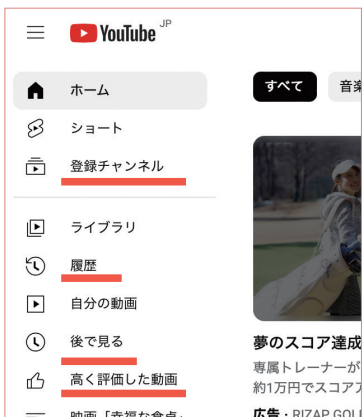 YouTube JP
ホーム
すべて
ショート
登録チャンネル
ライブラリ
履歴
自分の動画
後で見る
夢のスコア達成
専属トレーナーが
高く評価した動画
約1万円でスコアア
広告・RIZAP GOL